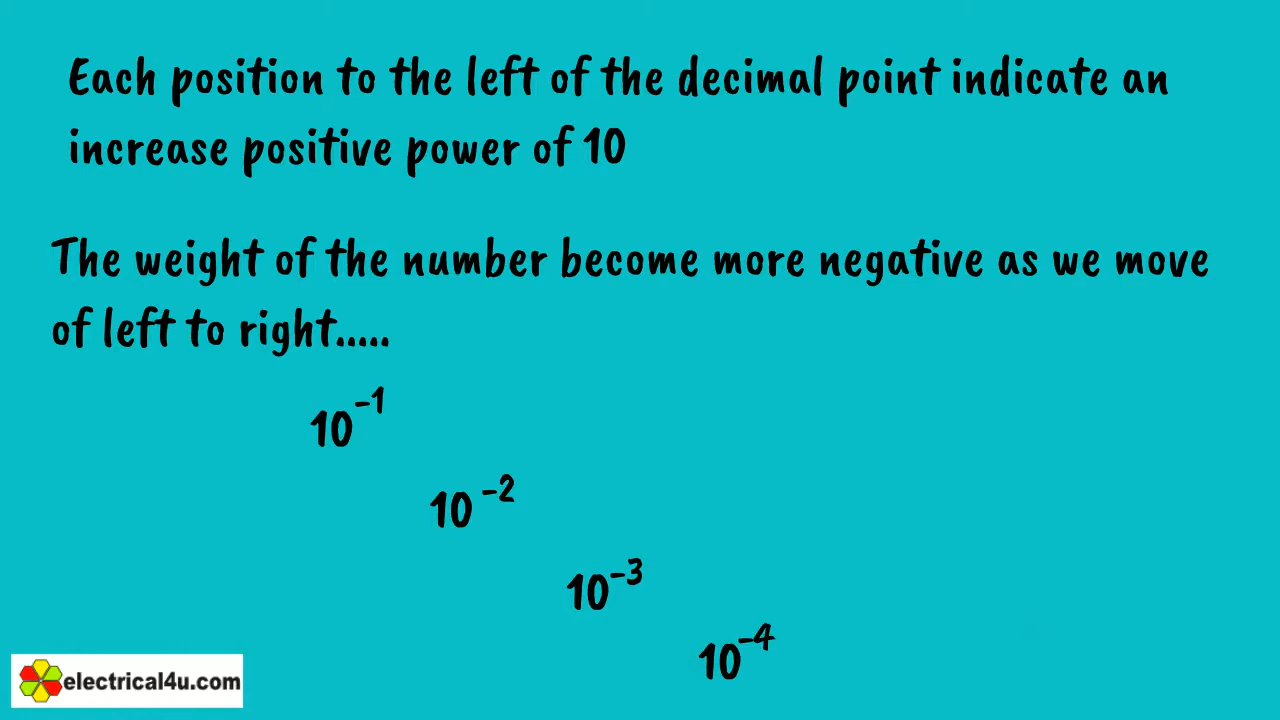 Each position to the left of the decimal point indicate an
increase positive power of 10
The weight of the number become more negative as we move
of left to right.....
10⁻¹
10⁻²
10⁻³
10⁻⁴
electrical4u.com